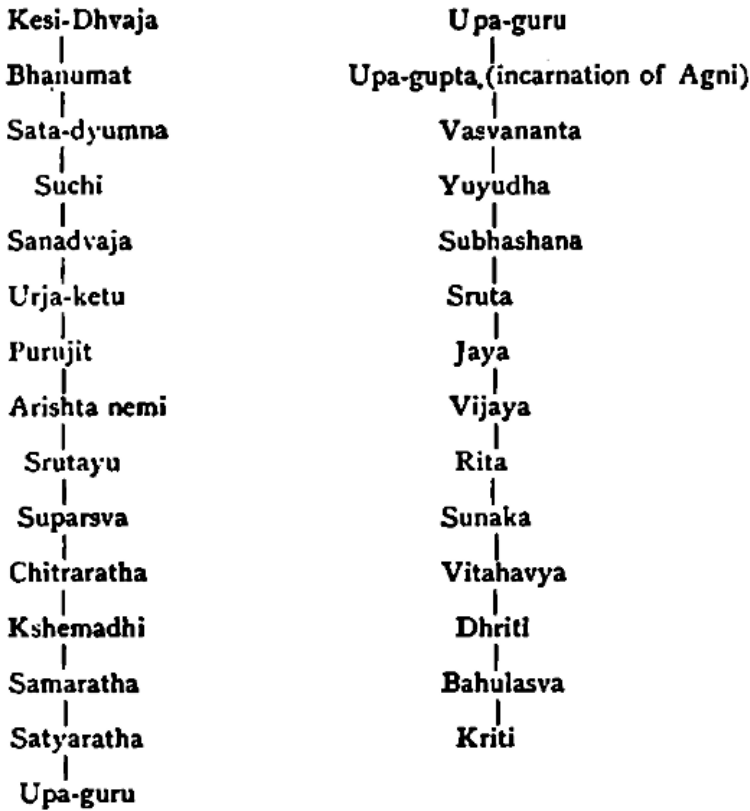 Kesi-Dhvaja
Bhanumat
Sata-dyumna
Suchi
Sanadvaja
Urja-ketu
Purujit
Arishta nemi
Srutayu
Suparsva
Chitraratha
Kshemadhi
Samaratha
Satyaratha
Upa-guru
Upa-guru
Upa-gupta (incarnation of Agni)
Vasvananta
Yuyudha
Subhashana
Sruta
Jaya
Vijaya
Rita
Sunaka
Vitahavya
Dhriti
Bahulasva
Kriti